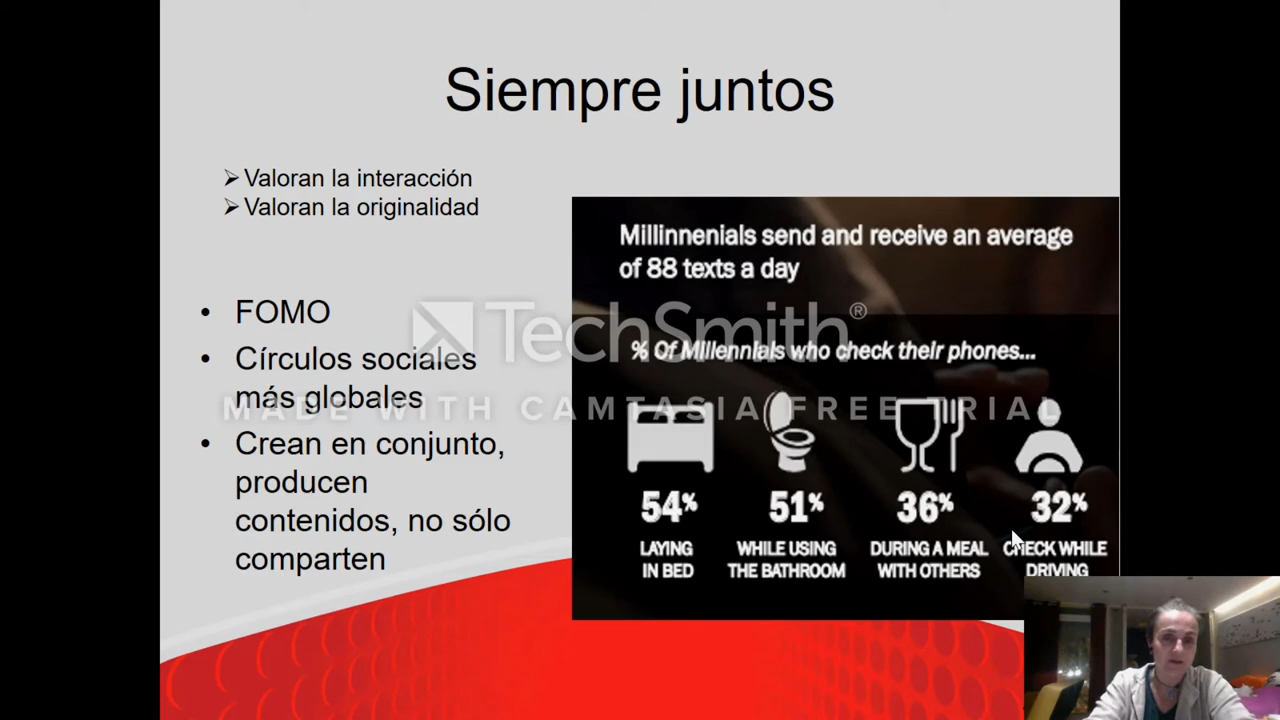 Siempre juntos
➢ Valoran la interacción
➢ Valoran la originalidad
• FOMO
• Círculos sociales
más globales
• Crean en conjunto,
producen
contenidos, no sólo
comparten
Millinnenials send and receive an average
of 88 texts a day
% Of Millennials who check their phones...
54%
LAYING
IN BED
51%
WHILE USING
THE BATHROOM
36%
DURING A MEAL
WITH OTHERS
32%
CHECK WHILE
DRIVING
TechSmith®
MADE WITH CAMTASIA FREE TRIAL